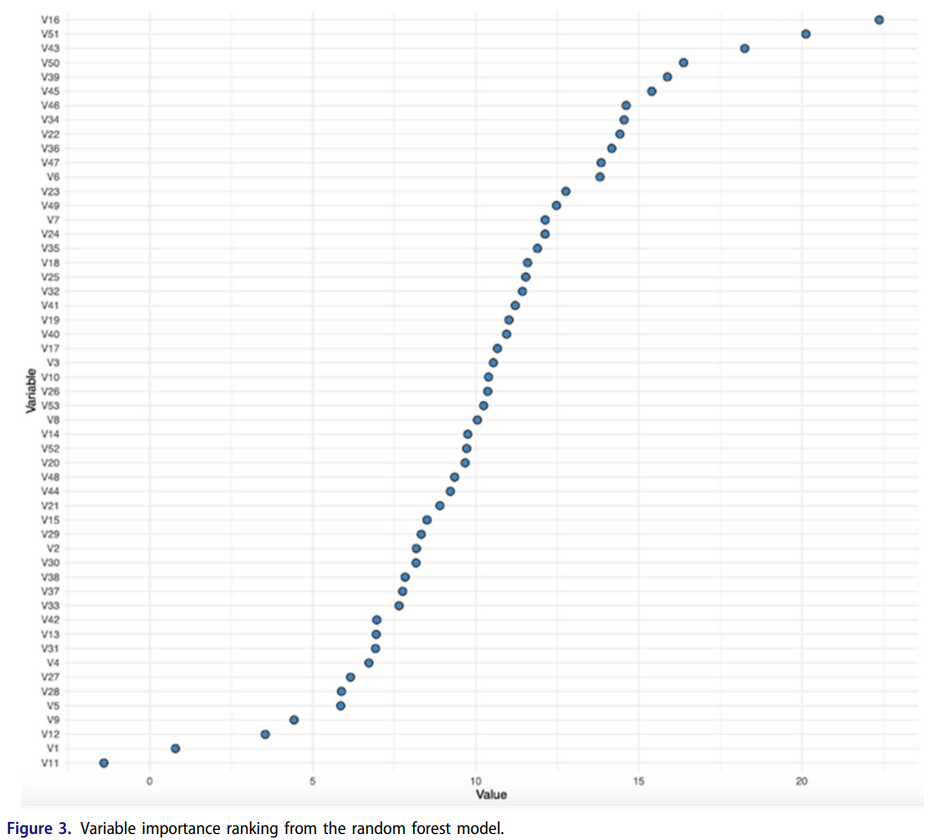 V16
V51
V43
V50
V39
V45
V46
V34
V22
V36
V47
V6
V23
V49
V7
V24
V35
V18
V25
V32
V41
V19
V40
V17
V3
V10
V26
V53
V8
V14
V52
V20
V48
V44
V21
V15
V29
V2
V30
V38
V37
V33
V42
V13
V31
V4
V27
V28
V5
V9
V12
V1
V11
Variable
0 5 10 15 20
Value
Figure 3. Variable importance ranking from the random forest model.